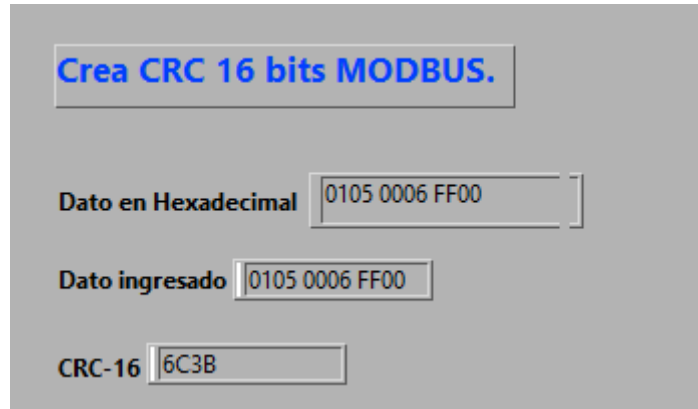 Crea CRC 16 bits MODBUS.
Dato en Hexadecimal 0105 0006 FF00
Dato ingresado 0105 0006 FF00
CRC-16 6C3B